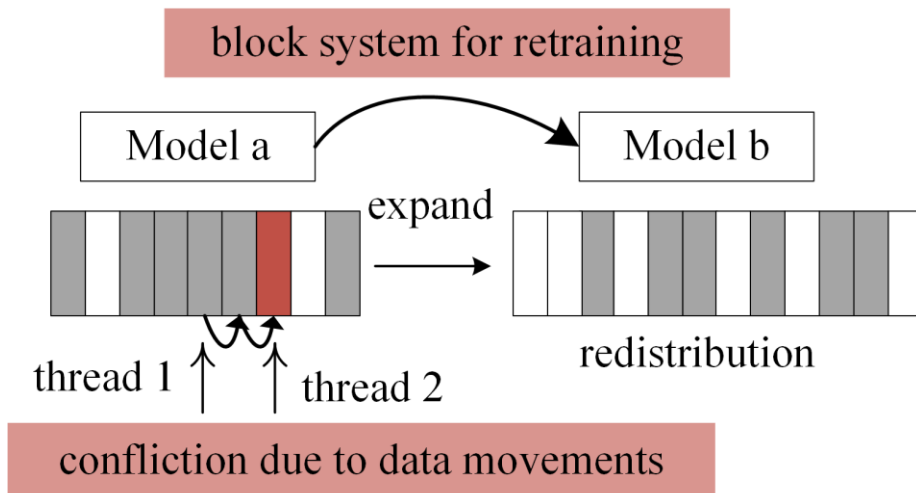 block system for retraining
Model a
Model b
expand
redistribution
thread 1
thread 2
confliction due to data movements